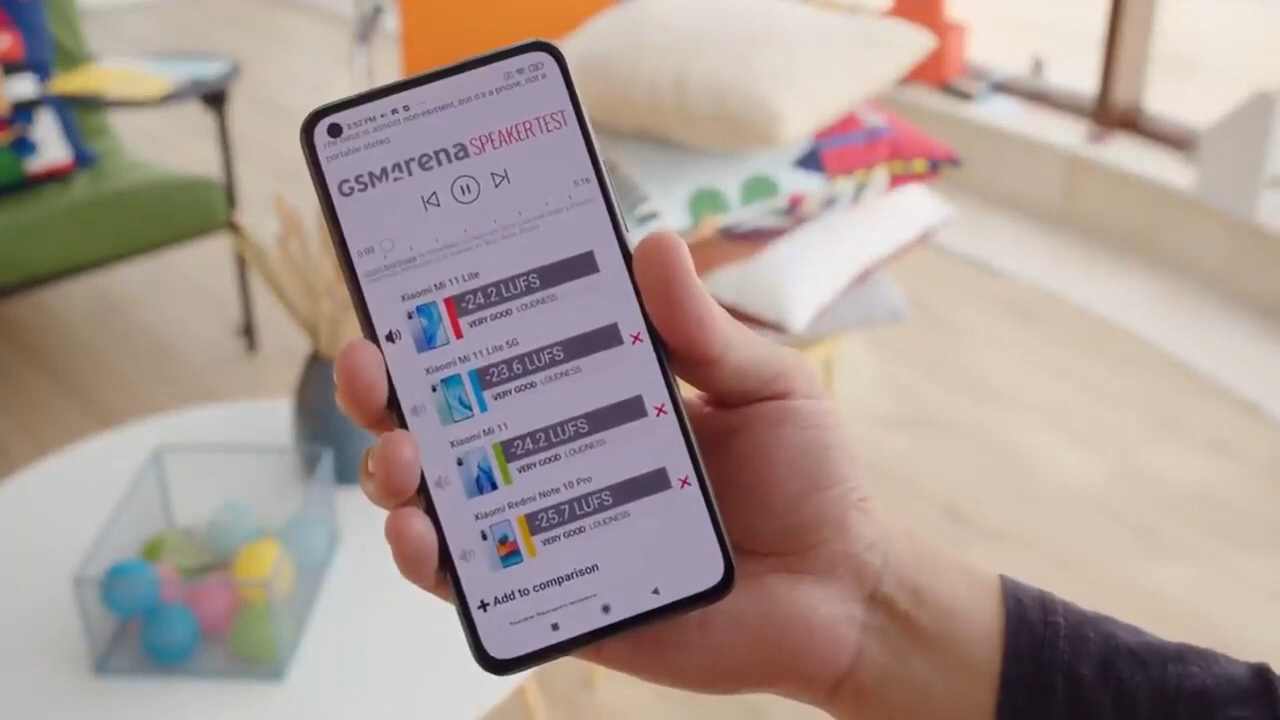 3:52 PM
The bass is almost non-existent, but it's a phone, not a
portable stereo.
GSMArena SPEAKER TEST
5:16
0:09
Xiaomi Mi 11 Lite
-24.2 LUFS
VERY GOOD LOUDNESS
Xiaomi Mi 11 Lite 5G
-23.6 LUFS
VERY GOOD LOUDNESS
Xiaomi Mi 11
-24.2 LUFS
VERY GOOD LOUDNESS
Xiaomi Redmi Note 10 Pro
-25.7 LUFS
VERY GOOD LOUDNESS
+ Add to comparison